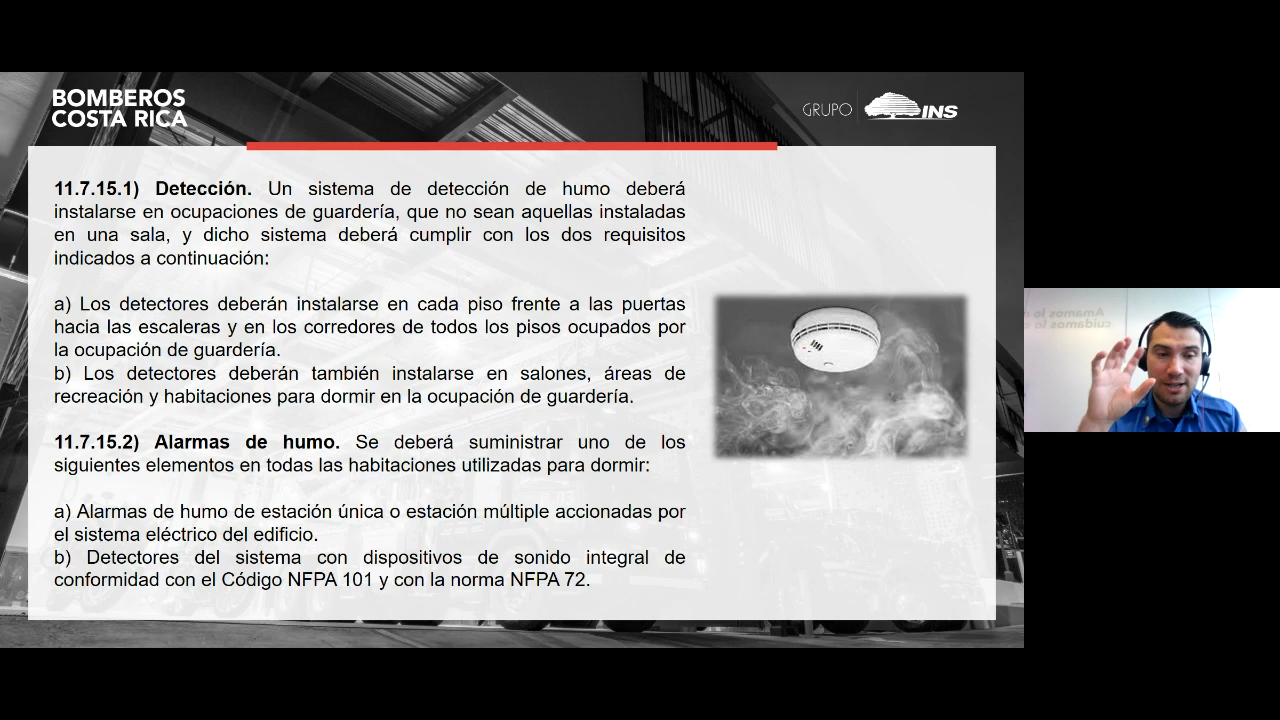 BOMBEROS
COSTA RICA
GRUPO
INS
11.7.15.1) Detección. Un sistema de detección de humo deberá
instalarse en ocupaciones de guardería, que no sean aquellas instaladas
en una sala, y dicho sistema deberá cumplir con los dos requisitos
indicados a continuación:
a) Los detectores deberán instalarse en cada piso frente a las puertas
hacia las escaleras y en los corredores de todos los pisos ocupados por
la ocupación de guardería.
b) Los detectores deberán también instalarse en salones, áreas de
recreación y habitaciones para dormir en la ocupación de guardería.
11.7.15.2) Alarmas de humo. Se deberá suministrar uno de los
siguientes elementos en todas las habitaciones utilizadas para dormir:
a) Alarmas de humo de estación única o estación múltiple accionadas por
el sistema eléctrico del edificio.
b) Detectores del sistema con dispositivos de sonido integral de
conformidad con el Código NFPA 101 y con la norma NFPA 72.
Amamos lo
cuidamos lo